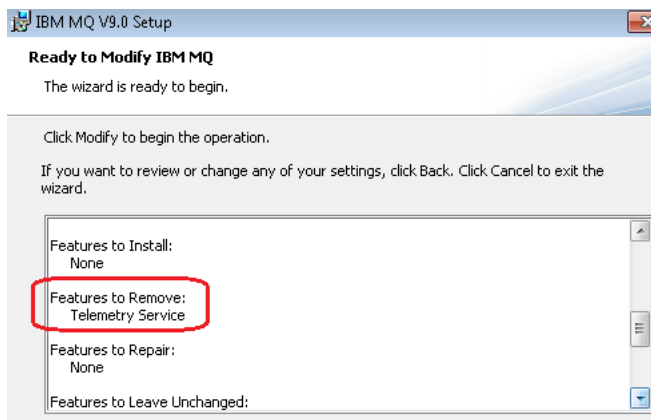 IBM MQ V9.0 Setup
Ready to Modify IBM MQ
The wizard is ready to begin.
Click Modify to begin the operation.
If you want to review or change any of your settings, click Back. Click Cancel to exit the
wizard.
Features to Install:
None
Features to Remove:
Telemetry Service
Features to Repair:
None
Features to Leave Unchanged: